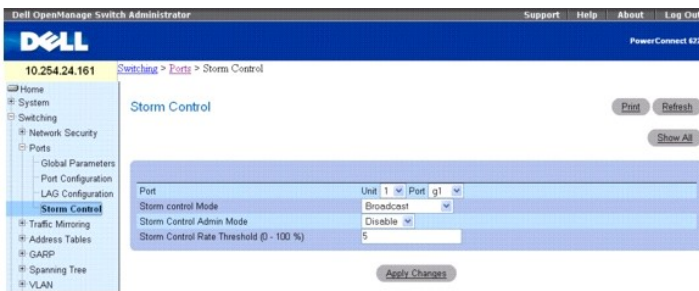 Dell OpenManage Switch Administrator Support Help About Log Out
DELL
PowerConnect 622
10.254.24.161
Switching > Ports > Storm Control
Home
System
Switching
Network Security
Ports
Global Parameters
Port Configuration
LAG Configuration
Storm Control
Traffic Mirroring
Address Tables
GARP
Spanning Tree
VLAN
Storm Control
Print Refresh
Show All
Port Unit 1 Port g1
Storm control Mode Broadcast
Storm Control Admin Mode Disable
Storm Control Rate Threshold (0 - 100 %) 5
Apply Changes